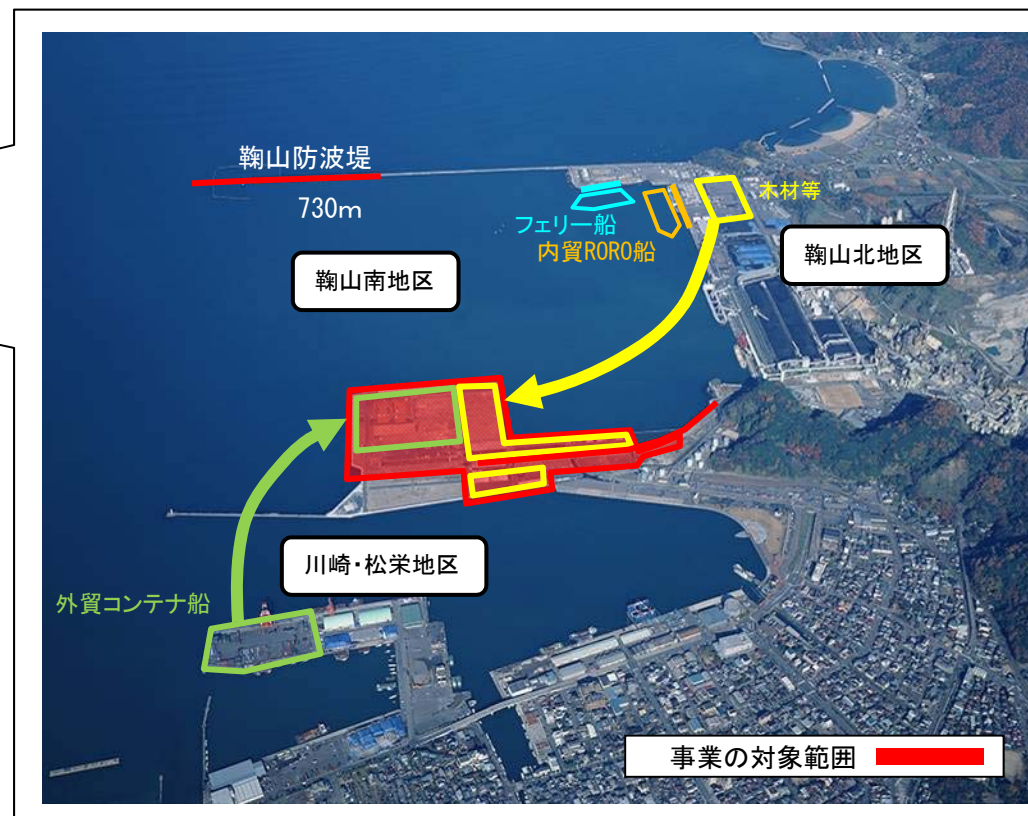 鞠山防波堤
730m
木材等
フェリー船
内貿RORO船
鞠山北地区
鞠山南地区
川崎・松栄地区
外貿コンテナ船
事業の対象範囲